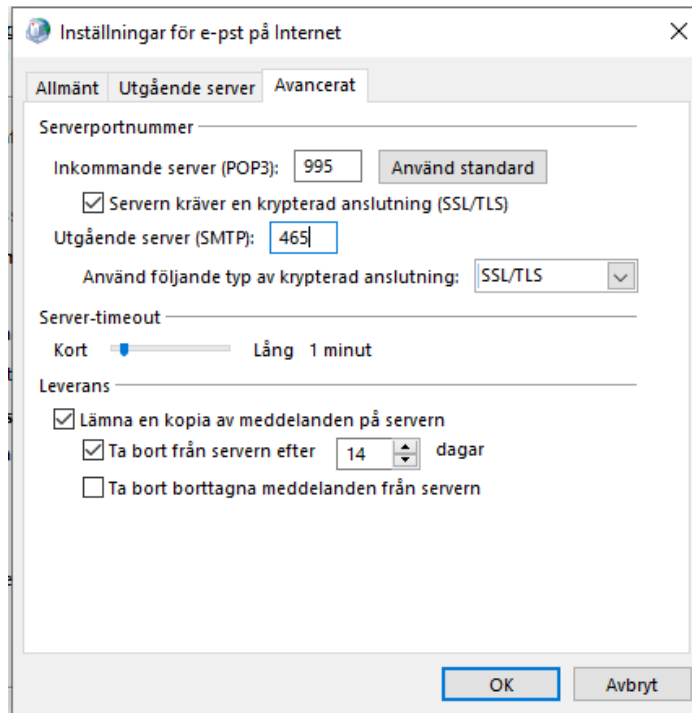 Inställningar för e-pst på Internet
Allmänt Utgående server Avancerat
Serverportnummer
Inkommande server (POP3): 995 Använd standard
Servern kräver en krypterad anslutning (SSL/TLS)
Utgående server (SMTP): 465
Använd följande typ av krypterad anslutning: SSL/TLS
Server-timeout
Kort Lång 1 minut
Leverans
Lämna en kopia av meddelanden på servern
Ta bort från servern efter 14 dagar
Ta bort borttagna meddelanden från servern
OK Avbryt